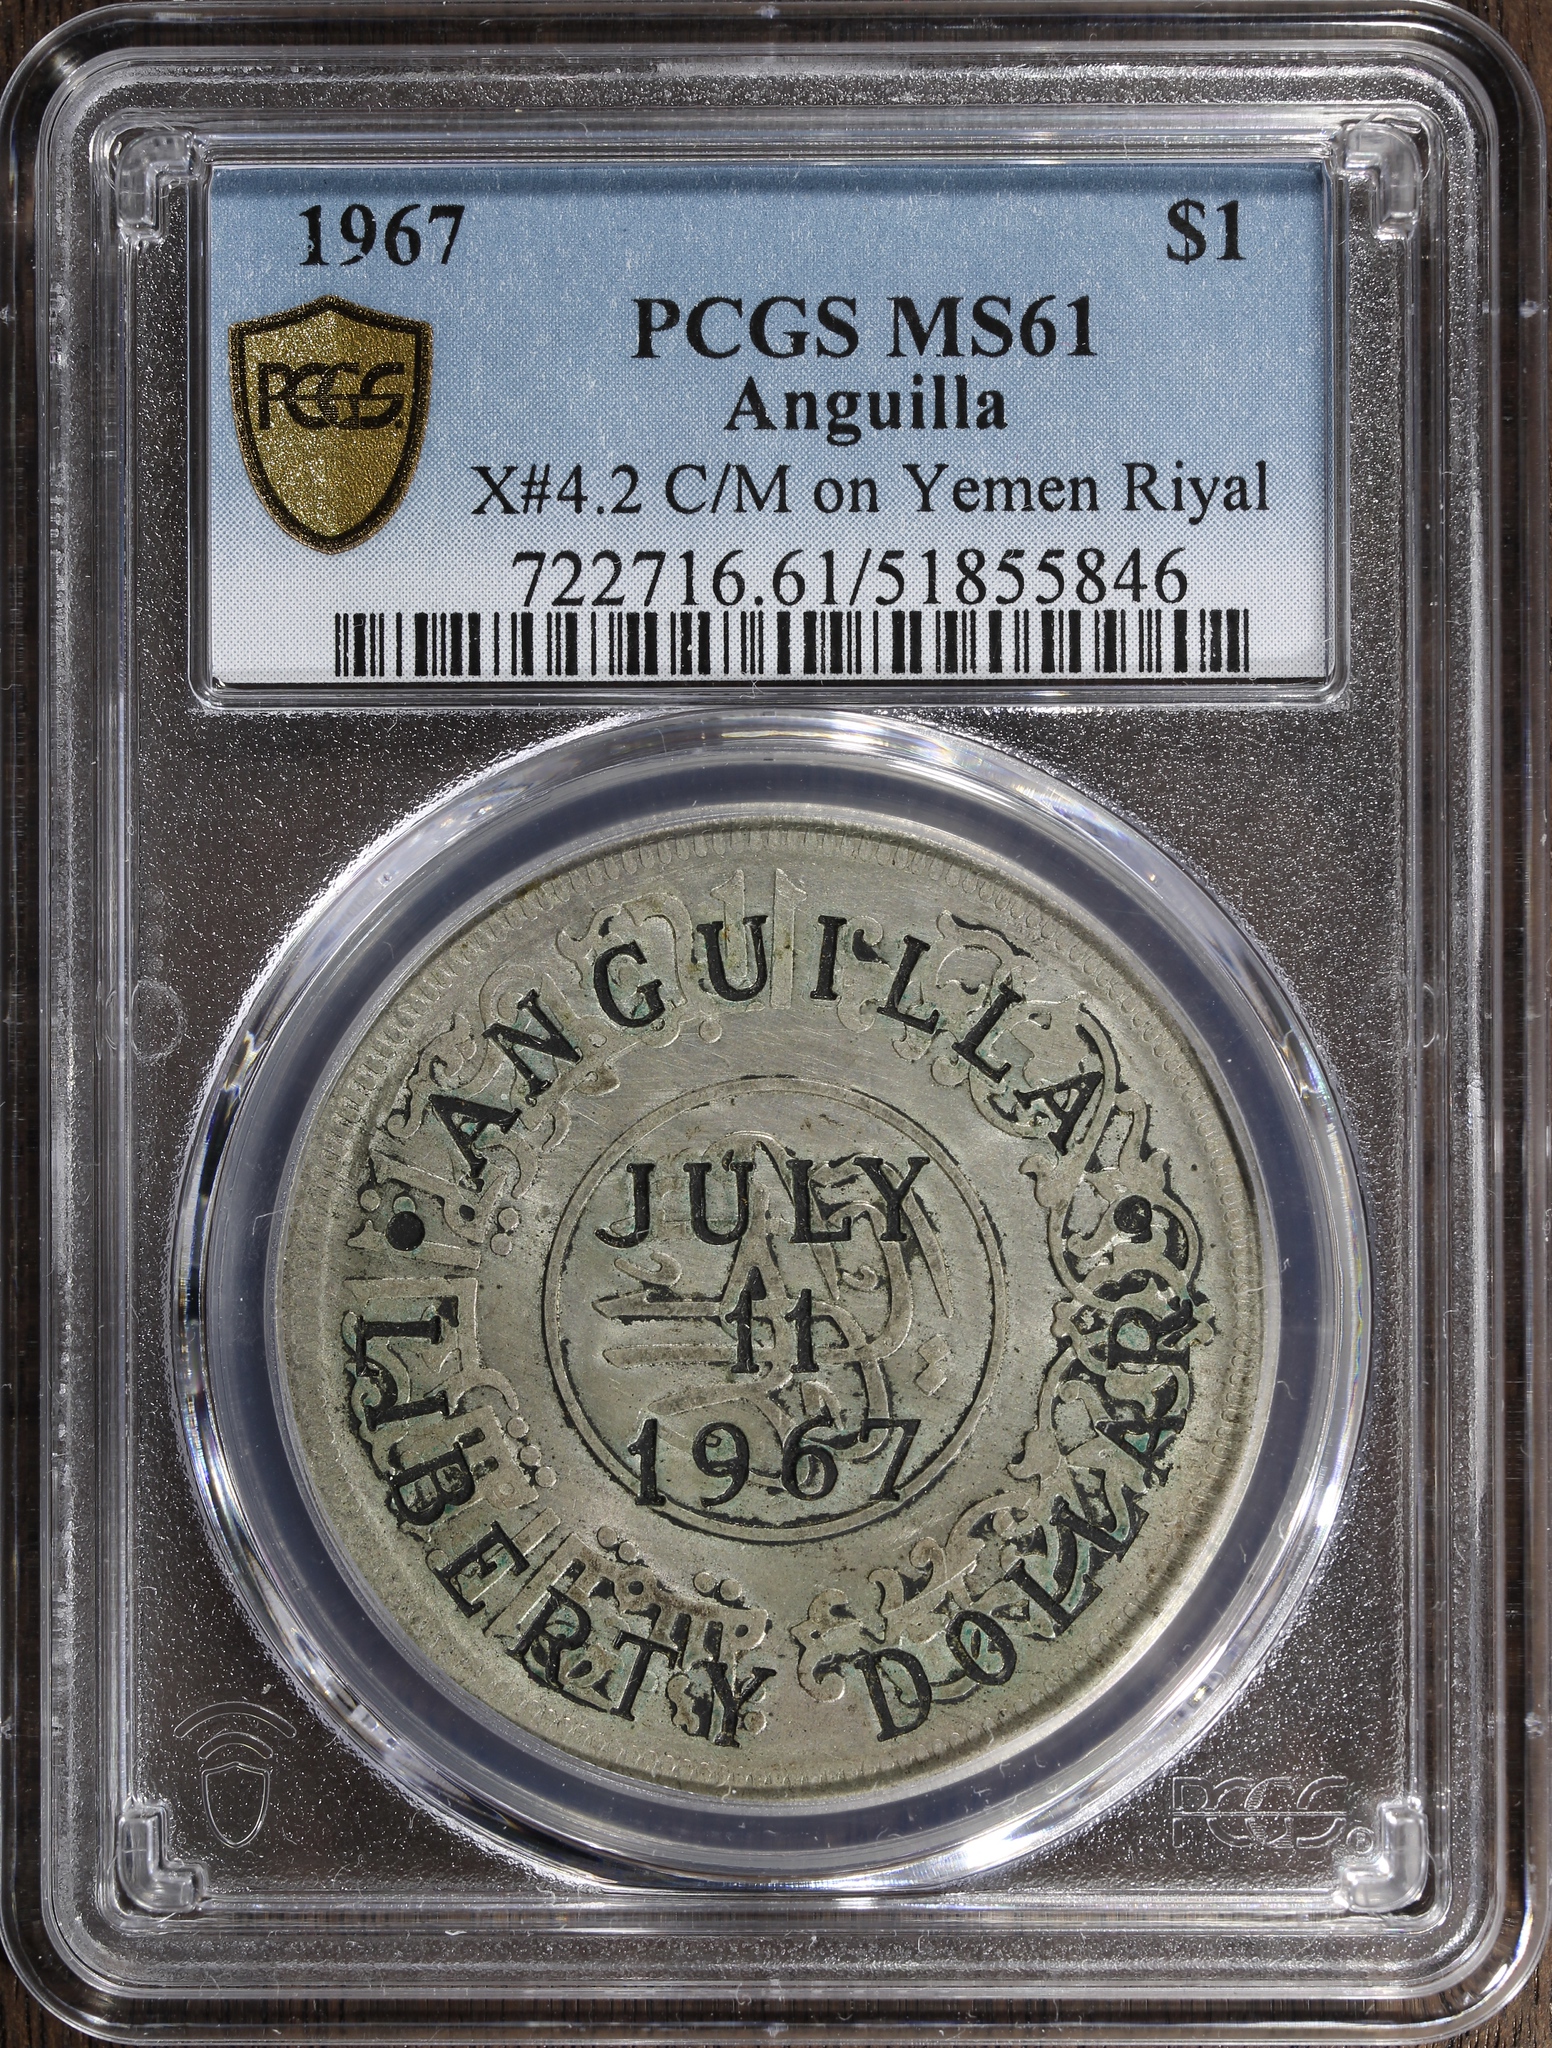 1967 $1
PCGS MS61
PCGS.
Anguilla
X#4.2 C/M on Yemen Riyal
722716.61/51855846
ANGUILLA
JULY
11
1967
LIBERTY DOLLAR
PCGS